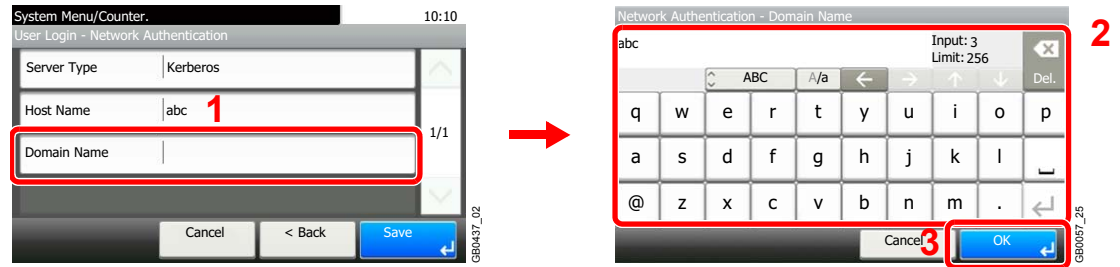 System Menu/Counter. 10:10
User Login - Network Authentication
Server Type Kerberos
Host Name abc 1
1/1
Domain Name
Cancel < Back Save
GB0437_02
Network Authentication - Domain Name
2
abc Input: 3
Limit: 256
ABC A/a ← → ↑ ↓ Del.
q w e r t y u i o p
a s d f g h j k l
@ z x c v b n m .
Cancel 3 OK
GB0057_25